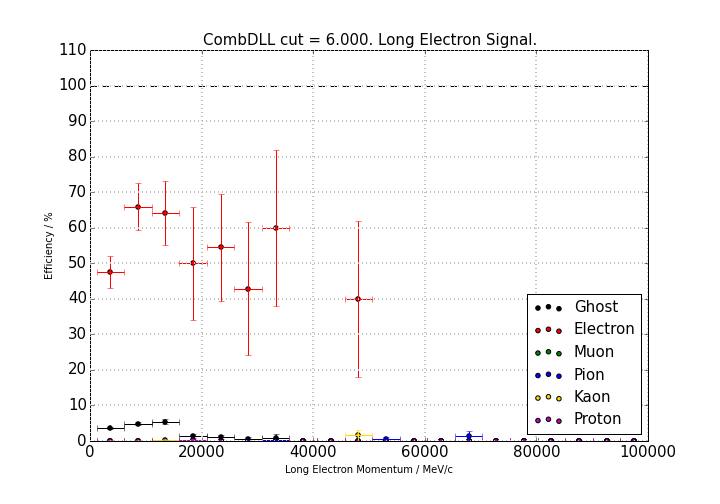 CombDLL cut = 6.000. Long Electron Signal.
110
100
90
80
70
60
50
40
30
20
10
0
Efficiency / %
Ghost
Electron
Muon
Pion
Kaon
Proton
0 20000 40000 60000 80000 100000
Long Electron Momentum / MeV/c